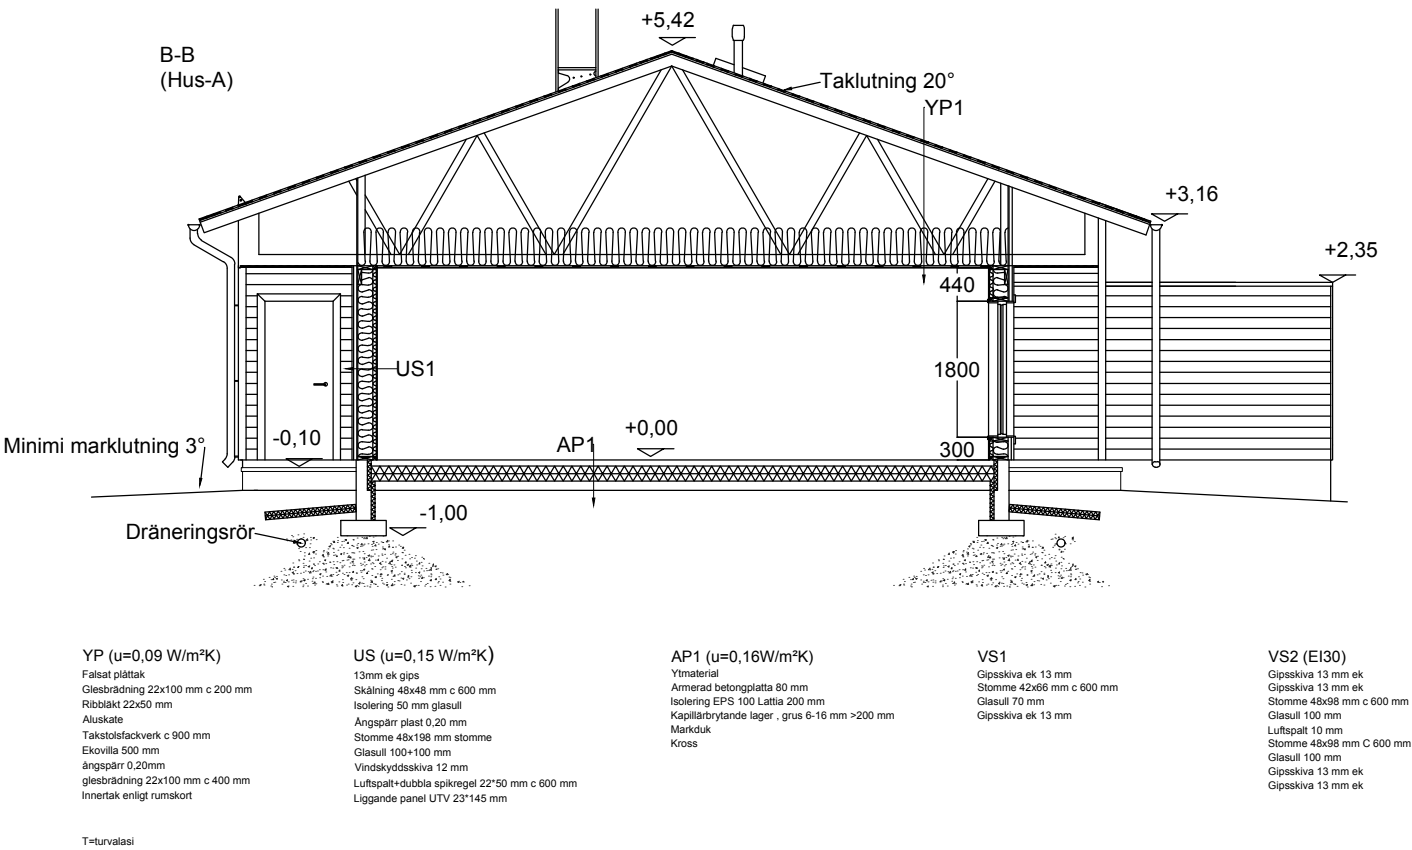 B-B
(Hus-A)
+5,42
Taklutning 20°
YP1
+3,16
+2,35
440
US1
1800
Minimi marklutning 3°
-0,10
AP1
+0,00
300
-1,00
Dräneringsrör
YP (u=0,09 W/m²K)
Falsat plåttak
Glesbrädning 22x100 mm c 200 mm
Ribbläkt 22x50 mm
Aluskate
Takstolsfackverk c 900 mm
Ekovilla 500 mm
ångspärr 0,20mm
glesbrädning 22x100 mm c 400 mm
Innertak enligt rumskort
T=turvalasi
US (u=0,15 W/m²K)
13mm ek gips
Skålning 48x48 mm c 600 mm
Isolering 50 mm glasull
Ångspärr plast 0,20 mm
Stomme 48x198 mm stomme
Glasull 100+100 mm
Vindskyddsskiva 12 mm
Luftspalt+dubbla spikregel 22*50 mm c 600 mm
Liggande panel UTV 23*145 mm
AP1 (u=0,16W/m²K)
Ytmaterial
Armerad betongplatta 80 mm
Isolering EPS 100 Lattia 200 mm
Kapillärbrytande lager , grus 6-16 mm >200 mm
Markduk
Kross
VS1
Gipsskiva ek 13 mm
Stomme 42x66 mm c 600 mm
Glasull 70 mm
Gipsskiva ek 13 mm
VS2 (EI30)
Gipsskiva 13 mm ek
Gipsskiva 13 mm ek
Stomme 48x98 mm c 600 mm
Glasull 100 mm
Luftspalt 10 mm
Stomme 48x98 mm C 600 mm
Glasull 100 mm
Gipsskiva 13 mm ek
Gipsskiva 13 mm ek